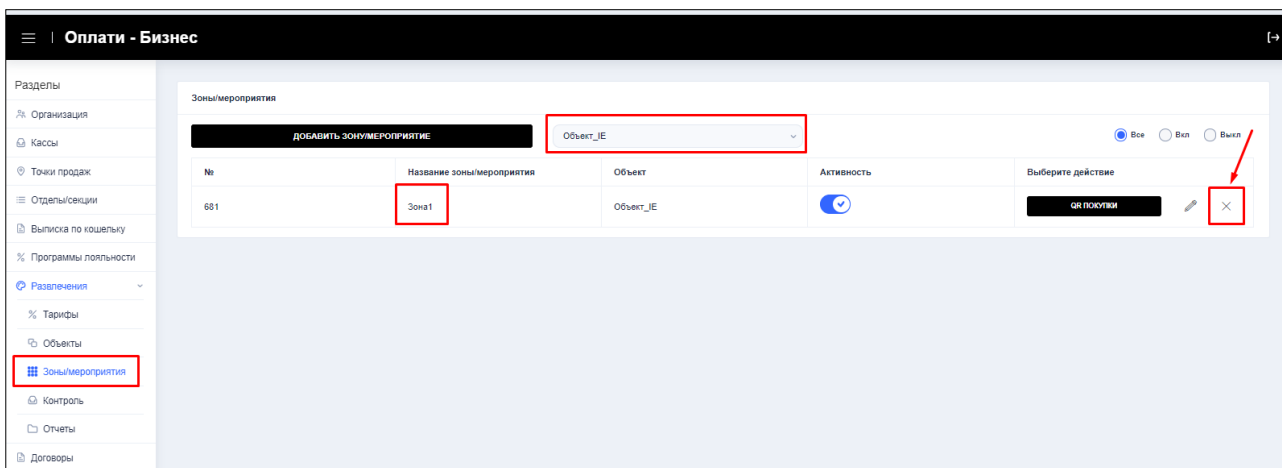 Оплати - Бизнес
Разделы
Организация
Кассы
Точки продаж
Отделы/секции
Выписка по кошельку
Программы лояльности
Развлечения
Тарифы
Объекты
Зоны/мероприятия
Контроль
Отчеты
Договоры
Зоны/мероприятия
ДОБАВИТЬ ЗОНУ/МЕРОПРИЯТИЕ Объект_IE Все Вкл Выкл
№ Название зоны/мероприятия Объект Активность Выберите действие
681 Зона1 Объект_IE QR ПОКУПКИ